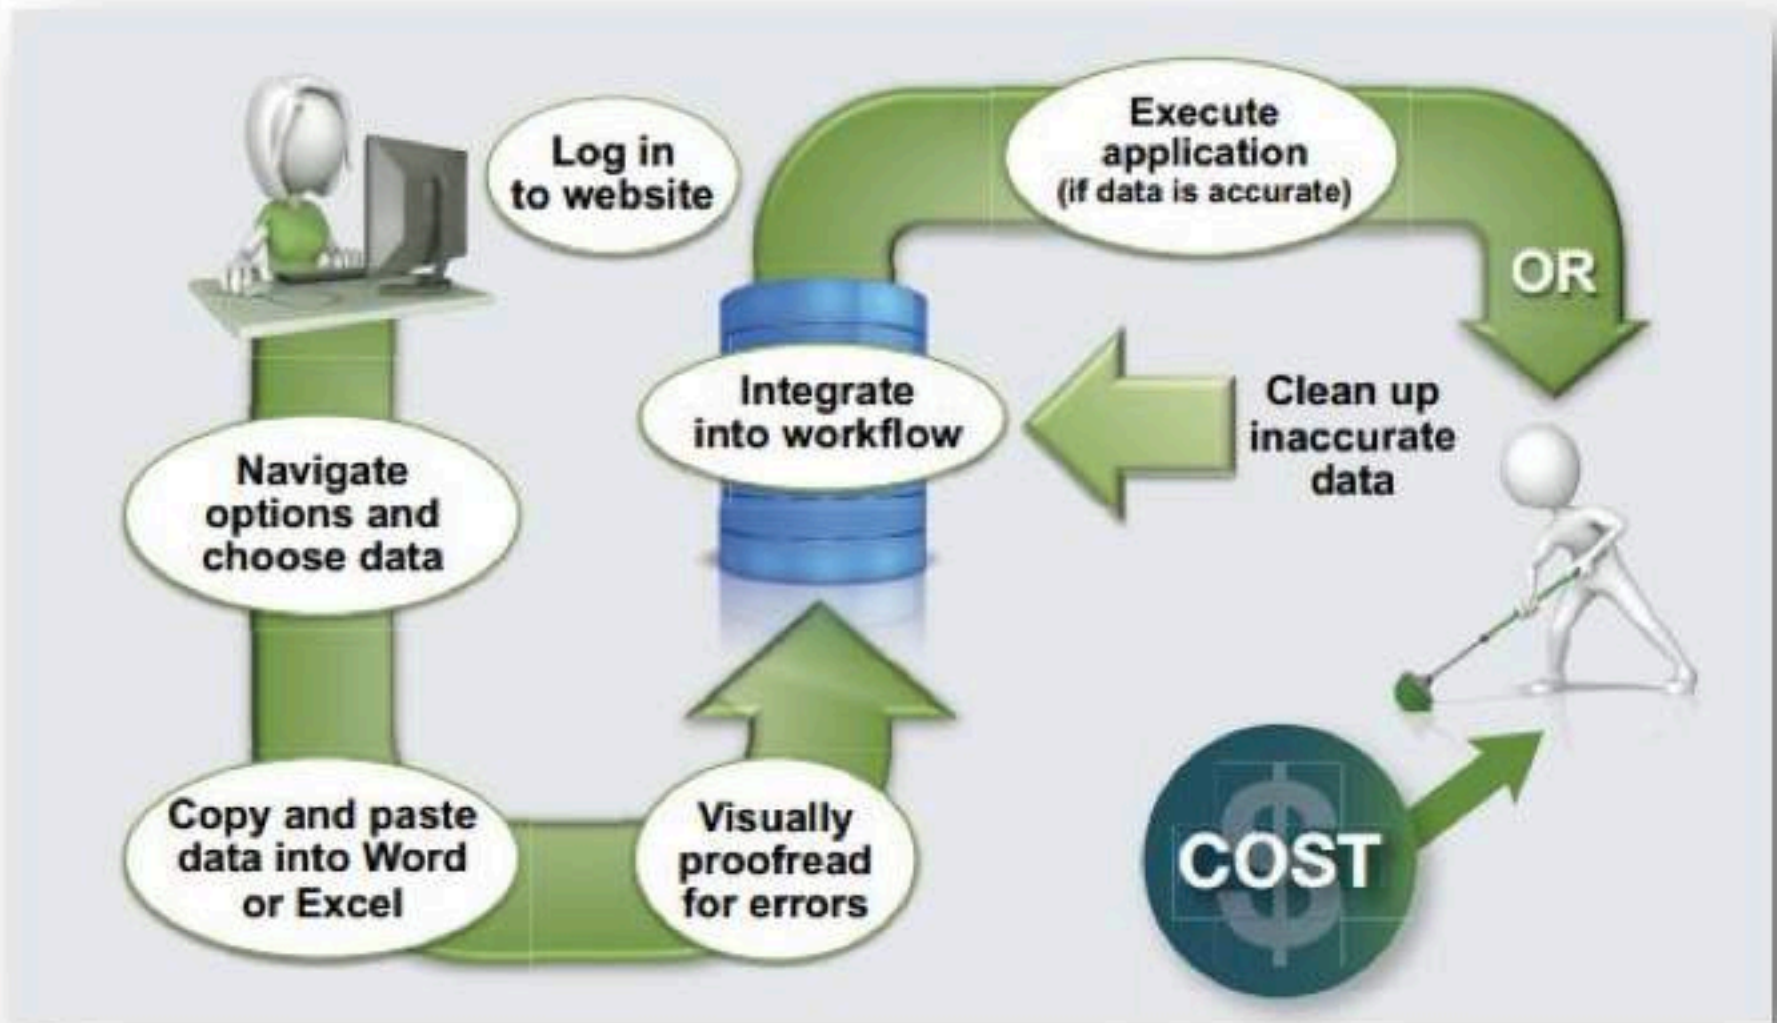 Log in
to website
Navigate
options and
choose data
Copy and paste
data into Word
or Excel
Visually
proofread
for errors
Integrate
into workflow
Execute
application
(if data is accurate)
OR
Clean up
inaccurate
data
$
COST